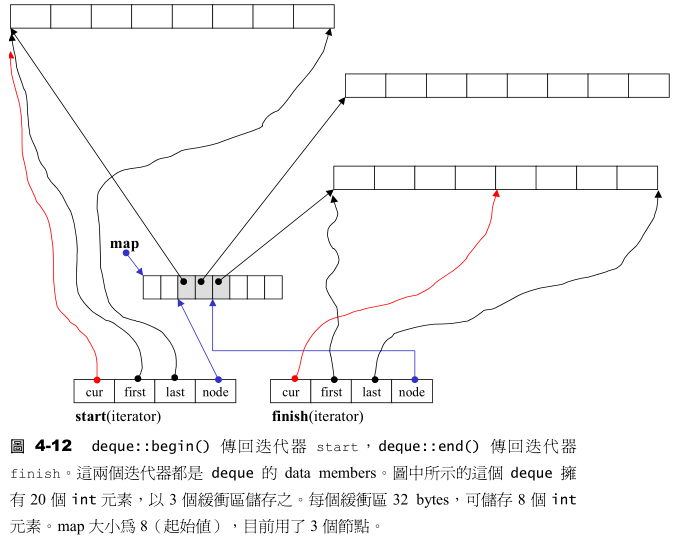 map
cur first last node
cur first last node
start(iterator)
finish(iterator)
圖 4-12 deque::begin() 傳回迭代器 start，deque::end() 傳回迭代器
finish。這兩個迭代器都是 deque 的 data members。圖中所示的這個 deque 擁
有 20 個 int 元素，以 3 個緩衝區儲存之。每個緩衝區 32 bytes，可儲存 8 個 int
元素。map 大小爲 8（起始值），目前用了 3 個節點。